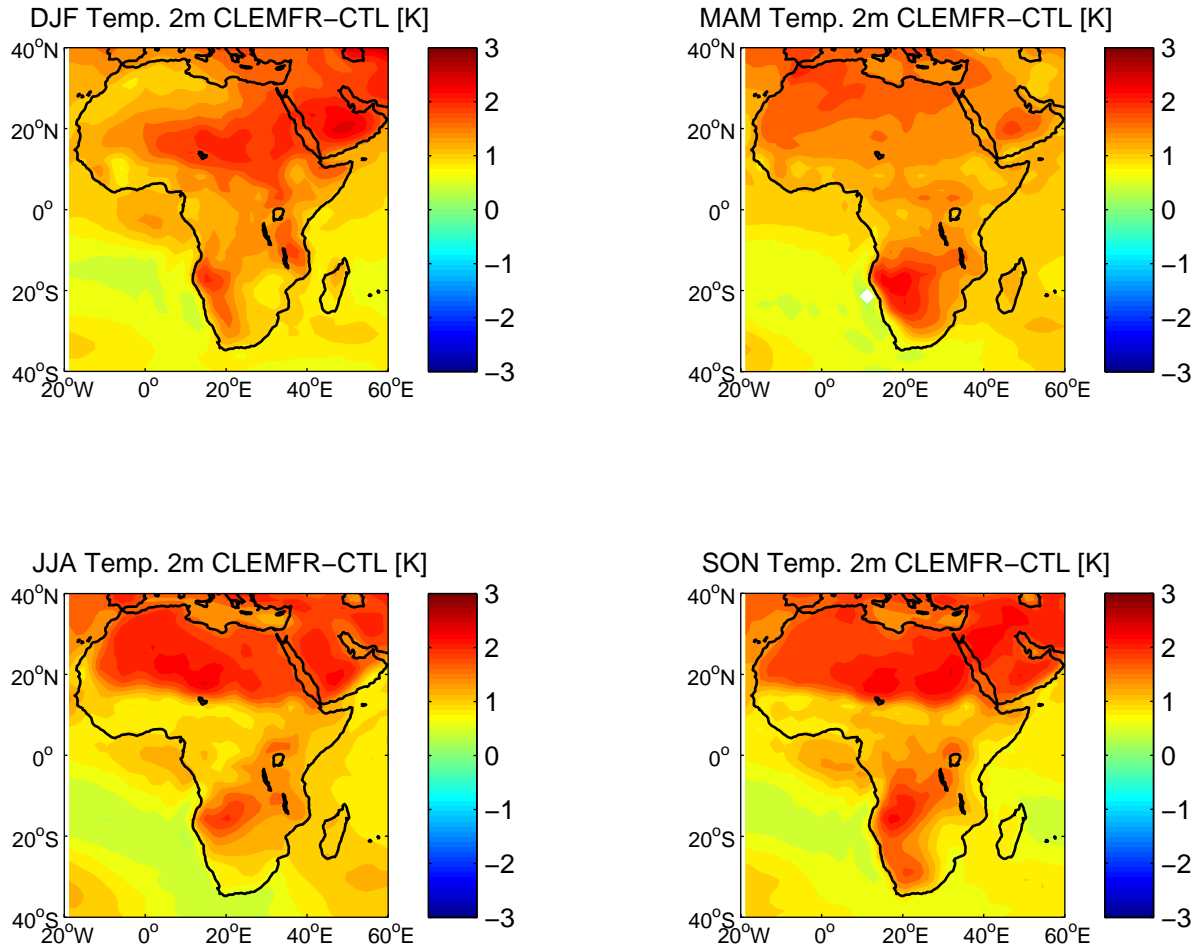 DJF Temp. 2m CLEMFR−CTL [K]
40°N
20°N
0°
20°S
40°S
20°W 0° 20°E 40°E 60°E
3
2
1
0
−1
−2
−3
MAM Temp. 2m CLEMFR−CTL [K]
40°N
20°N
0°
20°S
40°S
20°W 0° 20°E 40°E 60°E
3
2
1
0
−1
−2
−3
JJA Temp. 2m CLEMFR−CTL [K]
40°N
20°N
0°
20°S
40°S
20°W 0° 20°E 40°E 60°E
3
2
1
0
−1
−2
−3
SON Temp. 2m CLEMFR−CTL [K]
40°N
20°N
0°
20°S
40°S
20°W 0° 20°E 40°E 60°E
3
2
1
0
−1
−2
−3